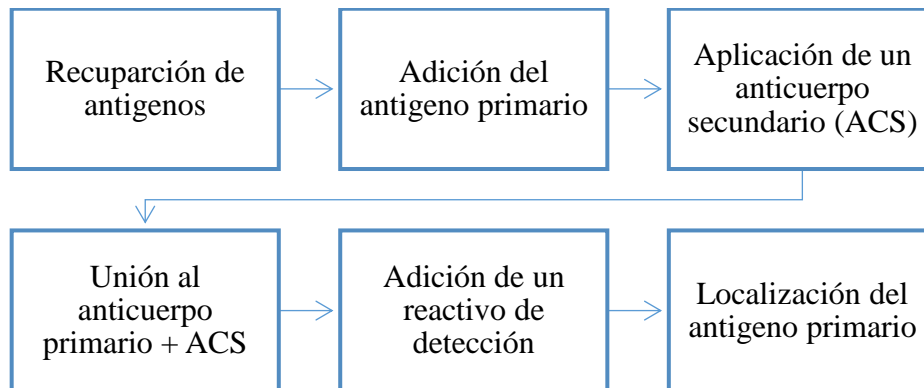 Recuparción de
antigenos
Adición del
antigeno primario
Aplicación de un
anticuerpo
secundario (ACS)
Unión al
anticuerpo
primario + ACS
Adición de un
reactivo de
detección
Localización del
antigeno primario